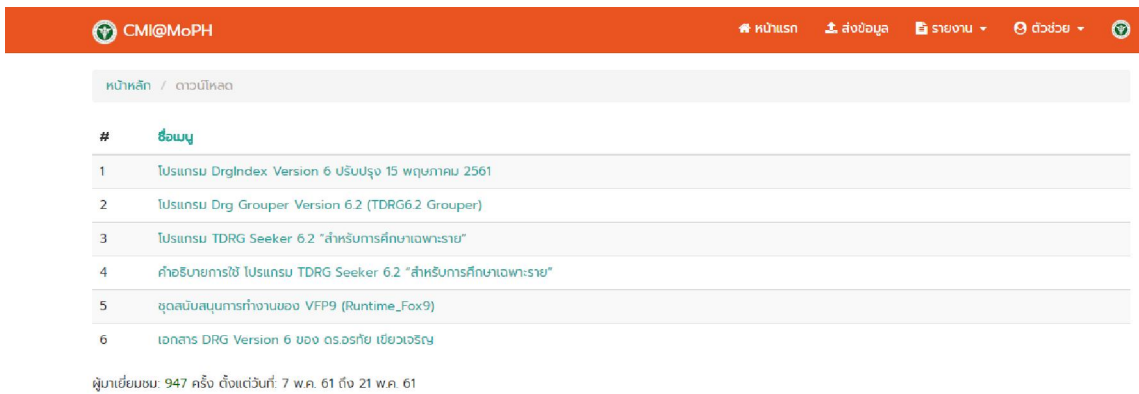 CMI@MoPH หน้าแรก ส่งข้อมูล รายงาน ตัวช่วย
หน้าหลัก / ดาวน์โหลด
# ชื่อเมนู
1 โปรแกรม DrgIndex Version 6 ปรับปรุง 15 พฤษภาคม 2561
2 โปรแกรม Drg Grouper Version 6.2 (TDRG6.2 Grouper)
3 โปรแกรม TDRG Seeker 6.2 "สำหรับการศึกษาเฉพาะราย"
4 คำอธิบายการใช้ โปรแกรม TDRG Seeker 6.2 "สำหรับการศึกษาเฉพาะราย"
5 ชุดสนับสนุนการทำงานของ VFP9 (Runtime_Fox9)
6 เอกสาร DRG Version 6 ของ ดร.อรทัย เขียวเจริญ
ผู้มาเยี่ยมชม: 947 ครั้ง ตั้งแต่วันที่: 7 พ.ค. 61 ถึง 21 พ.ค. 61